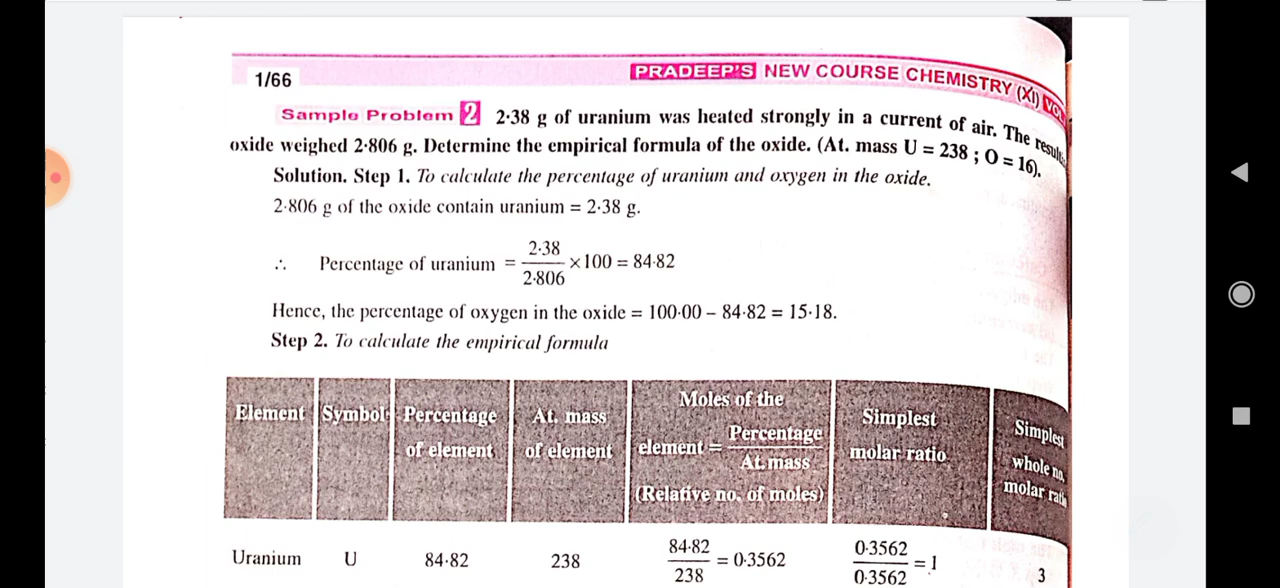 1/66
PRADEEP'S NEW COURSE CHEMISTRY (XI)
Sample Problem 2 2·38 g of uranium was heated strongly in a current of air. The
oxide weighed 2·806 g. Determine the empirical formula of the oxide. (At. mass U = 238 ; O = 16).
Solution. Step 1. To calculate the percentage of uranium and oxygen in the oxide.
2·806 g of the oxide contain uranium = 2·38 g.
∴ Percentage of uranium = 2·38/2·806 × 100 = 84·82
Hence, the percentage of oxygen in the oxide = 100·00 – 84·82 = 15·18.
Step 2. To calculate the empirical formula
Element Symbol Percentage of element At. mass of element Moles of the element = Percentage/At. mass (Relative no. of moles) Simplest molar ratio Simplest whole no. molar
Uranium U 84·82 238 84·82/238 = 0·3562 0·3562/0·3562 = 1 3